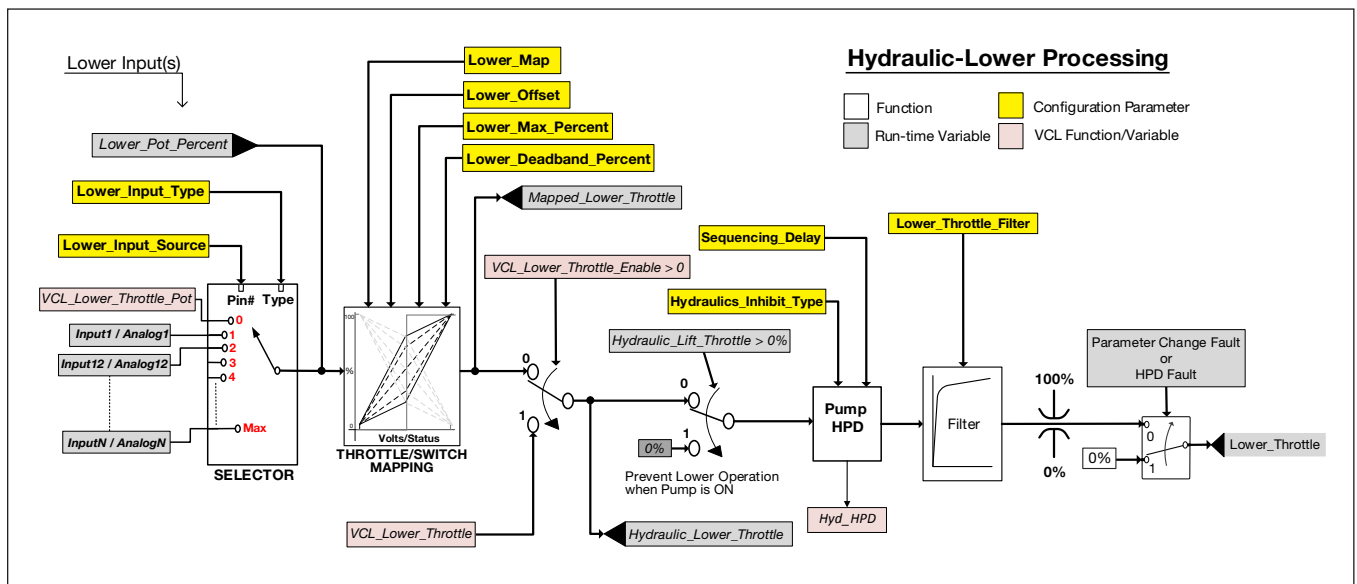 Hydraulic-Lower Processing
Function
Configuration Parameter
Run-time Variable
VCL Function/Variable
Lower Input(s)
Lower_Pot_Percent
Lower_Input_Type
Lower_Input_Source
VCL_Lower_Throttle_Pot
Input1 / Analog1
Input12 / Analog12
InputN / AnalogN
Pin# Type
0
1
2
3
4
Max
SELECTOR
Lower_Map
Lower_Offset
Lower_Max_Percent
Lower_Deadband_Percent
100
%
0
Volts/Status
THROTTLE/SWITCH
MAPPING
Mapped_Lower_Throttle
VCL_Lower_Throttle_Enable > 0
0
1
VCL_Lower_Throttle
Hydraulic_Lower_Throttle
Hydraulic_Lift_Throttle > 0%
0
1
0%
Prevent Lower Operation
when Pump is ON
Sequencing_Delay
Hydraulics_Inhibit_Type
Pump
HPD
Hyd_HPD
Lower_Throttle_Filter
Filter
100%
0%
Parameter Change Fault
or
HPD Fault
0
1
0%
Lower_Throttle